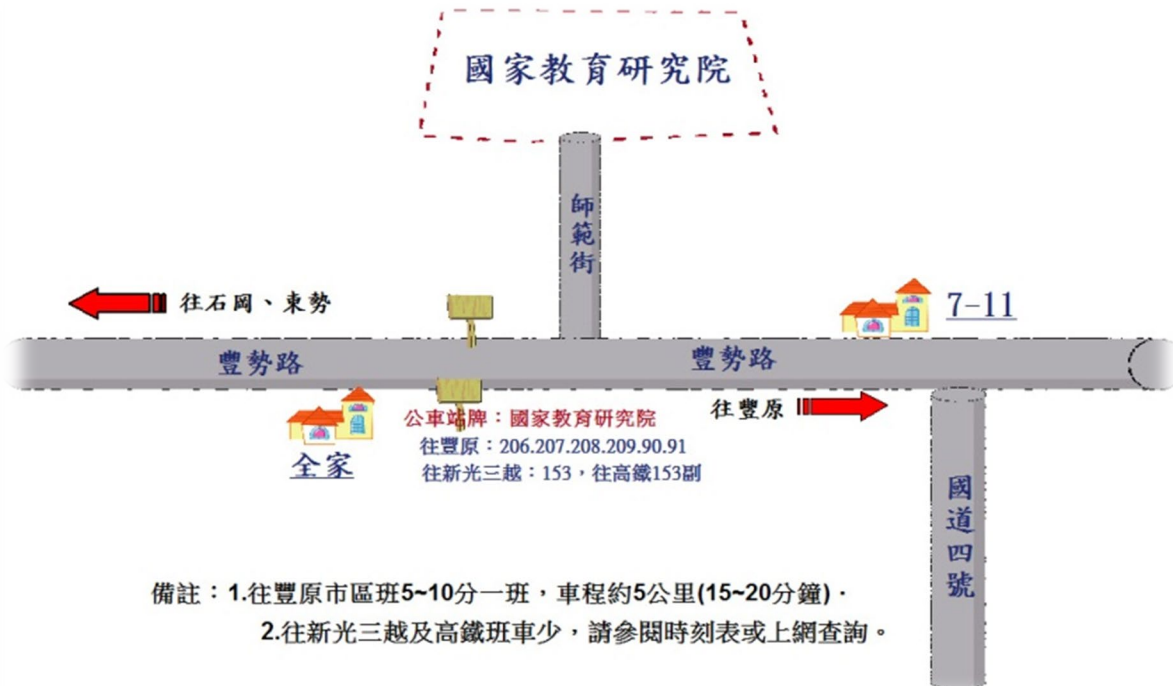 國家教育研究院
師範街
往石岡、東勢
7-11
豐勢路
豐勢路
往豐原
全家
公車站牌：國家教育研究院
往豐原：206.207.208.209.90.91
往新光三越：153，往高鐵153副
國道四號
備註：1.往豐原市區班5~10分一班，車程約5公里(15~20分鐘)．
2.往新光三越及高鐵班車少，請參閱時刻表或上網查詢。